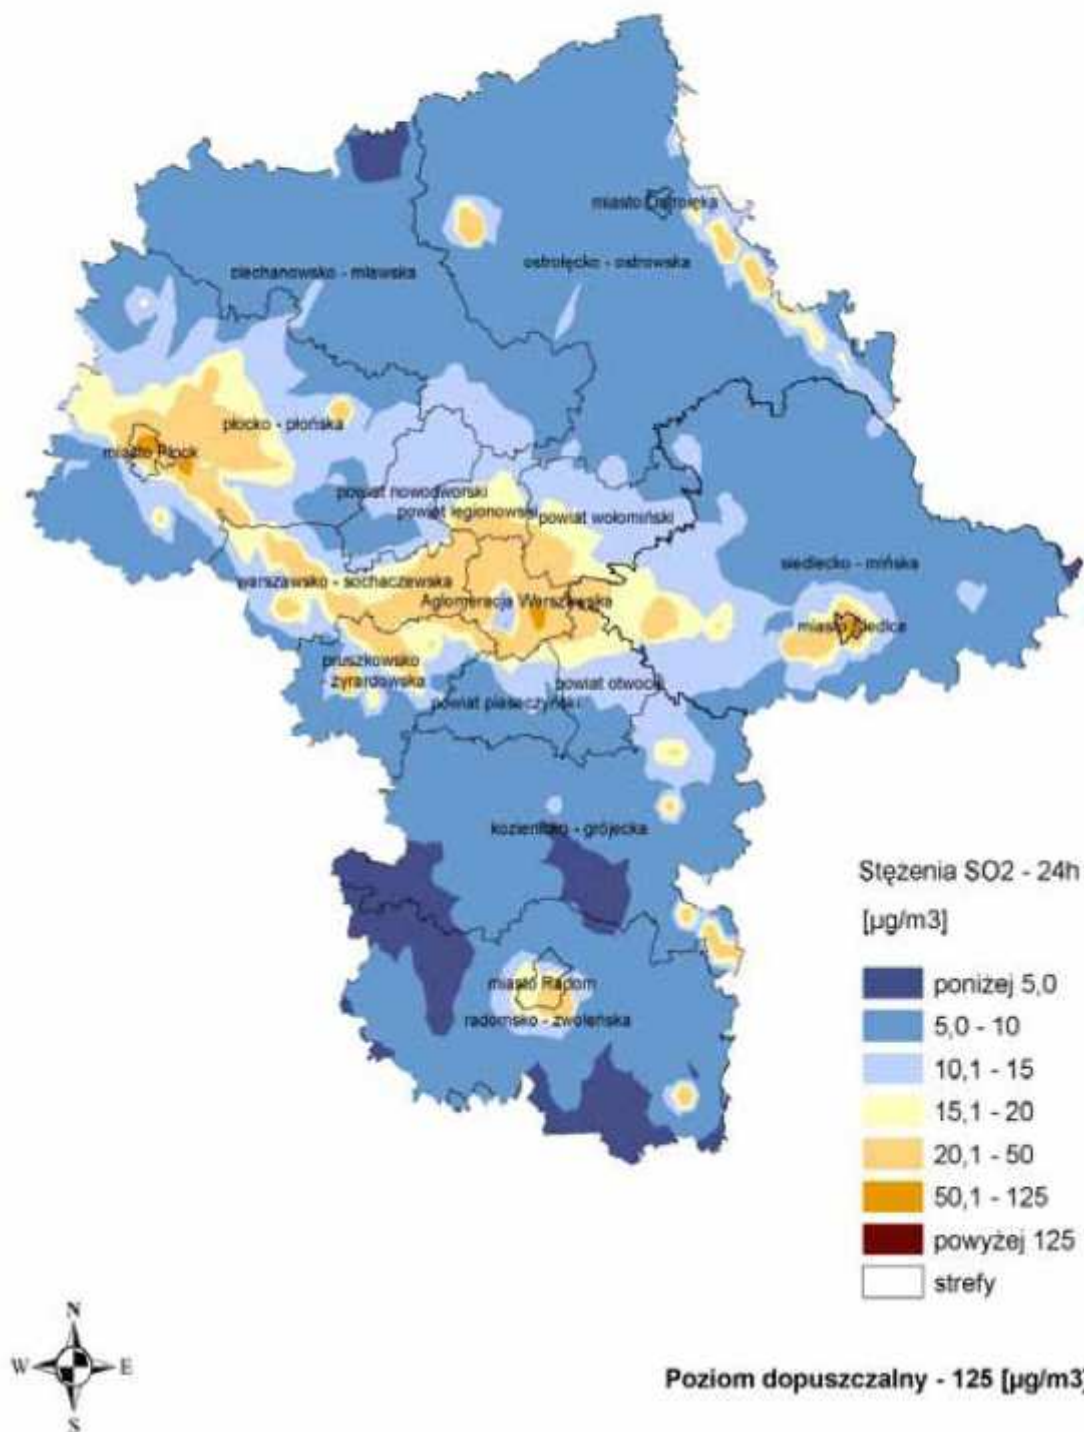 miasto Ostrołęka
ciechanowsko - mławska
ostrołęcko - ostrowska
płocko - płońska
miasto Płock
powiat nowodworski
powiat legionowski
powiat wołomiński
siedlecko - mińska
warszawsko - sochaczewska
Aglomeracja Warszawska
miasto Siedlce
pruszkowsko
- żyrardowska
powiat otwocki
powiat piaseczyński
kozienicko - grójecka
miasto Radom
radomsko - zwoleńska
Stężenia SO2 - 24h
[µg/m3]
poniżej 5,0
5,0 - 10
10,1 - 15
15,1 - 20
20,1 - 50
50,1 - 125
powyżej 125
strefy
N
W E
S
Poziom dopuszczalny - 125 [µg/m3]